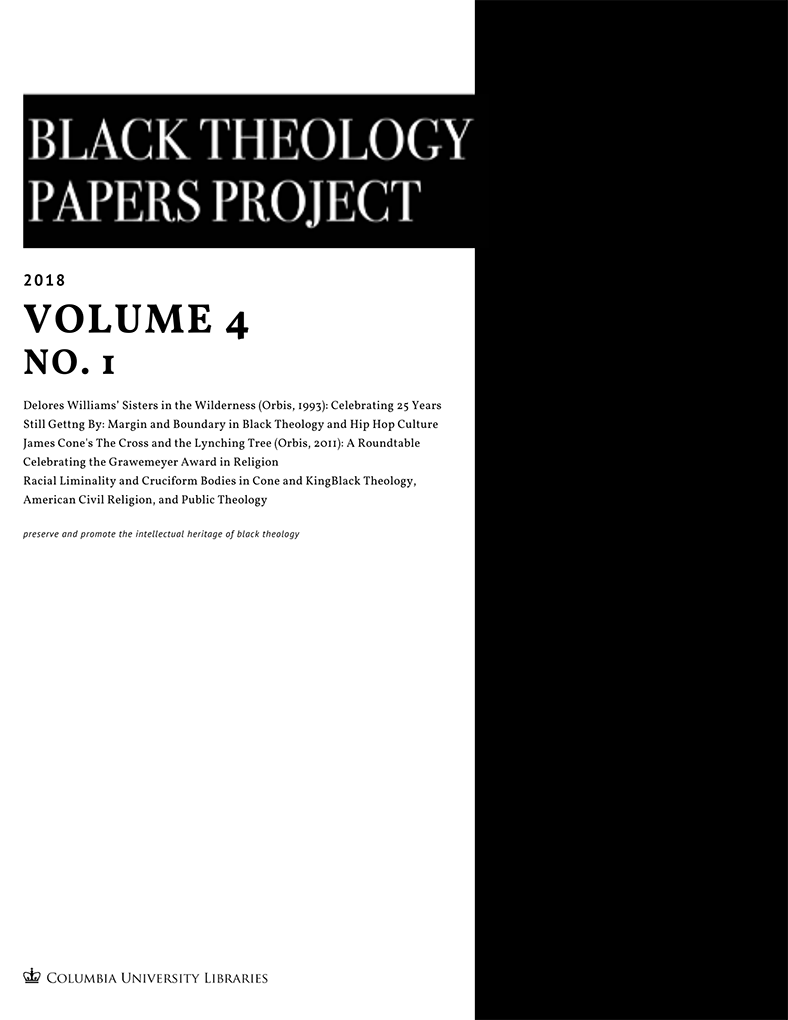 BLACK THEOLOGY
PAPERS PROJECT
2018
VOLUME 4
NO. 1
Delores Williams' Sisters in the Wilderness (Orbis, 1993): Celebrating 25 Years
Still Gettng By: Margin and Boundary in Black Theology and Hip Hop Culture
James Cone's The Cross and the Lynching Tree (Orbis, 2011): A Roundtable
Celebrating the Grawemeyer Award in Religion
Racial Liminality and Cruciform Bodies in Cone and KingBlack Theology,
American Civil Religion, and Public Theology
preserve and promote the intellectual heritage of black theology
COLUMBIA UNIVERSITY LIBRARIES